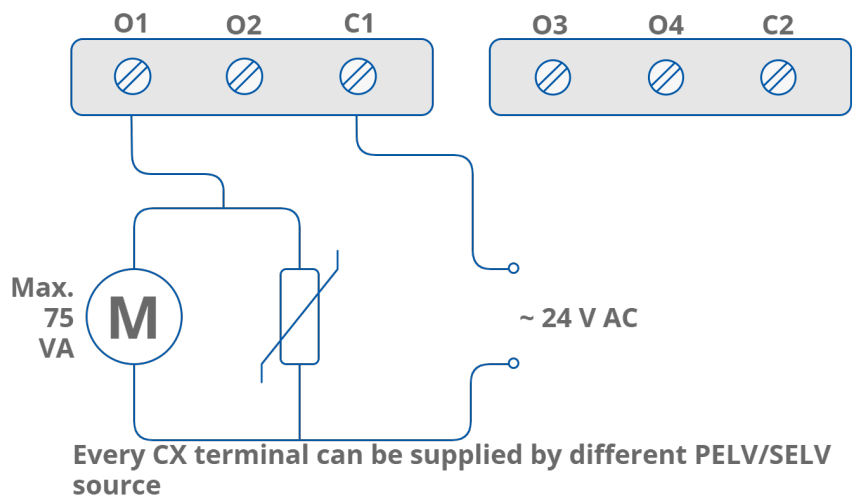 O1 O2 C1 O3 O4 C2
Max.
75
VA
M
~ 24 V AC
Every CX terminal can be supplied by different PELV/SELV
source